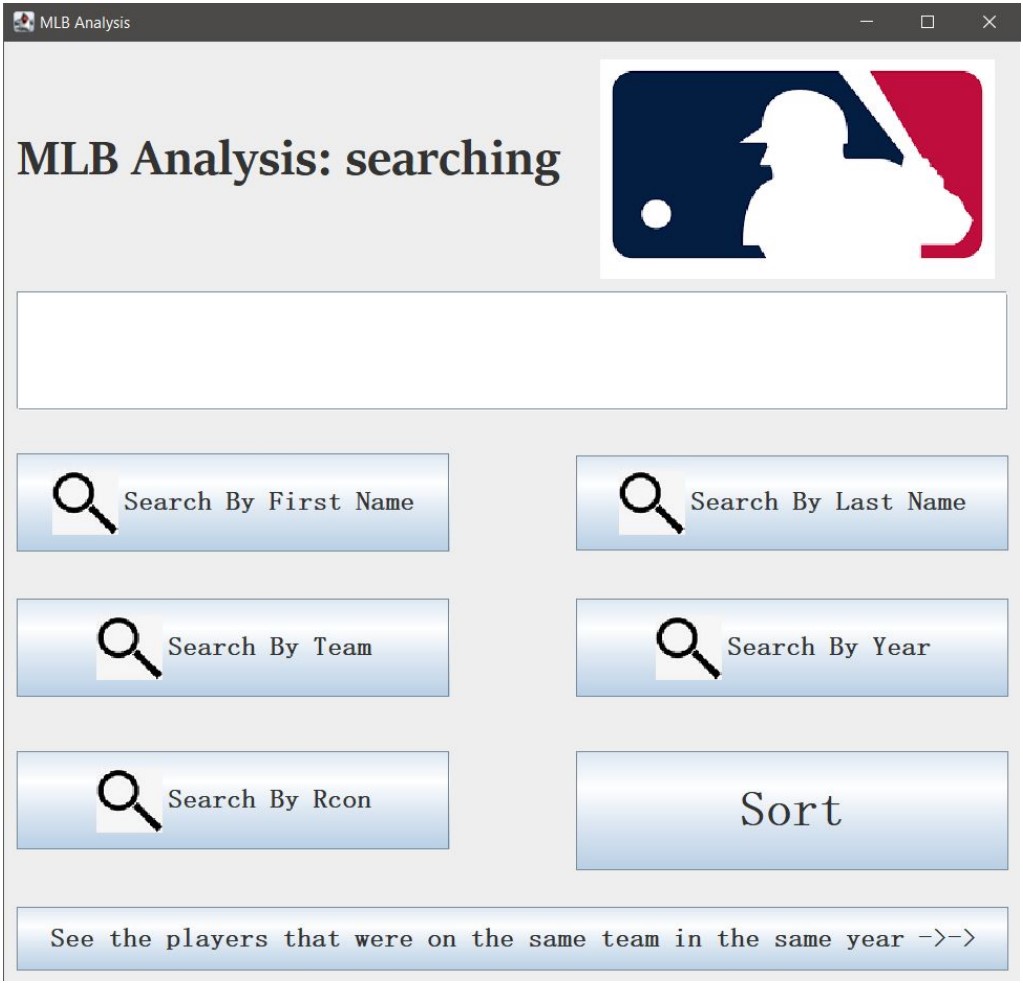 MLB Analysis
MLB Analysis: searching
Search By First Name
Search By Last Name
Search By Team
Search By Year
Search By Rcon
Sort
See the players that were on the same team in the same year ->->